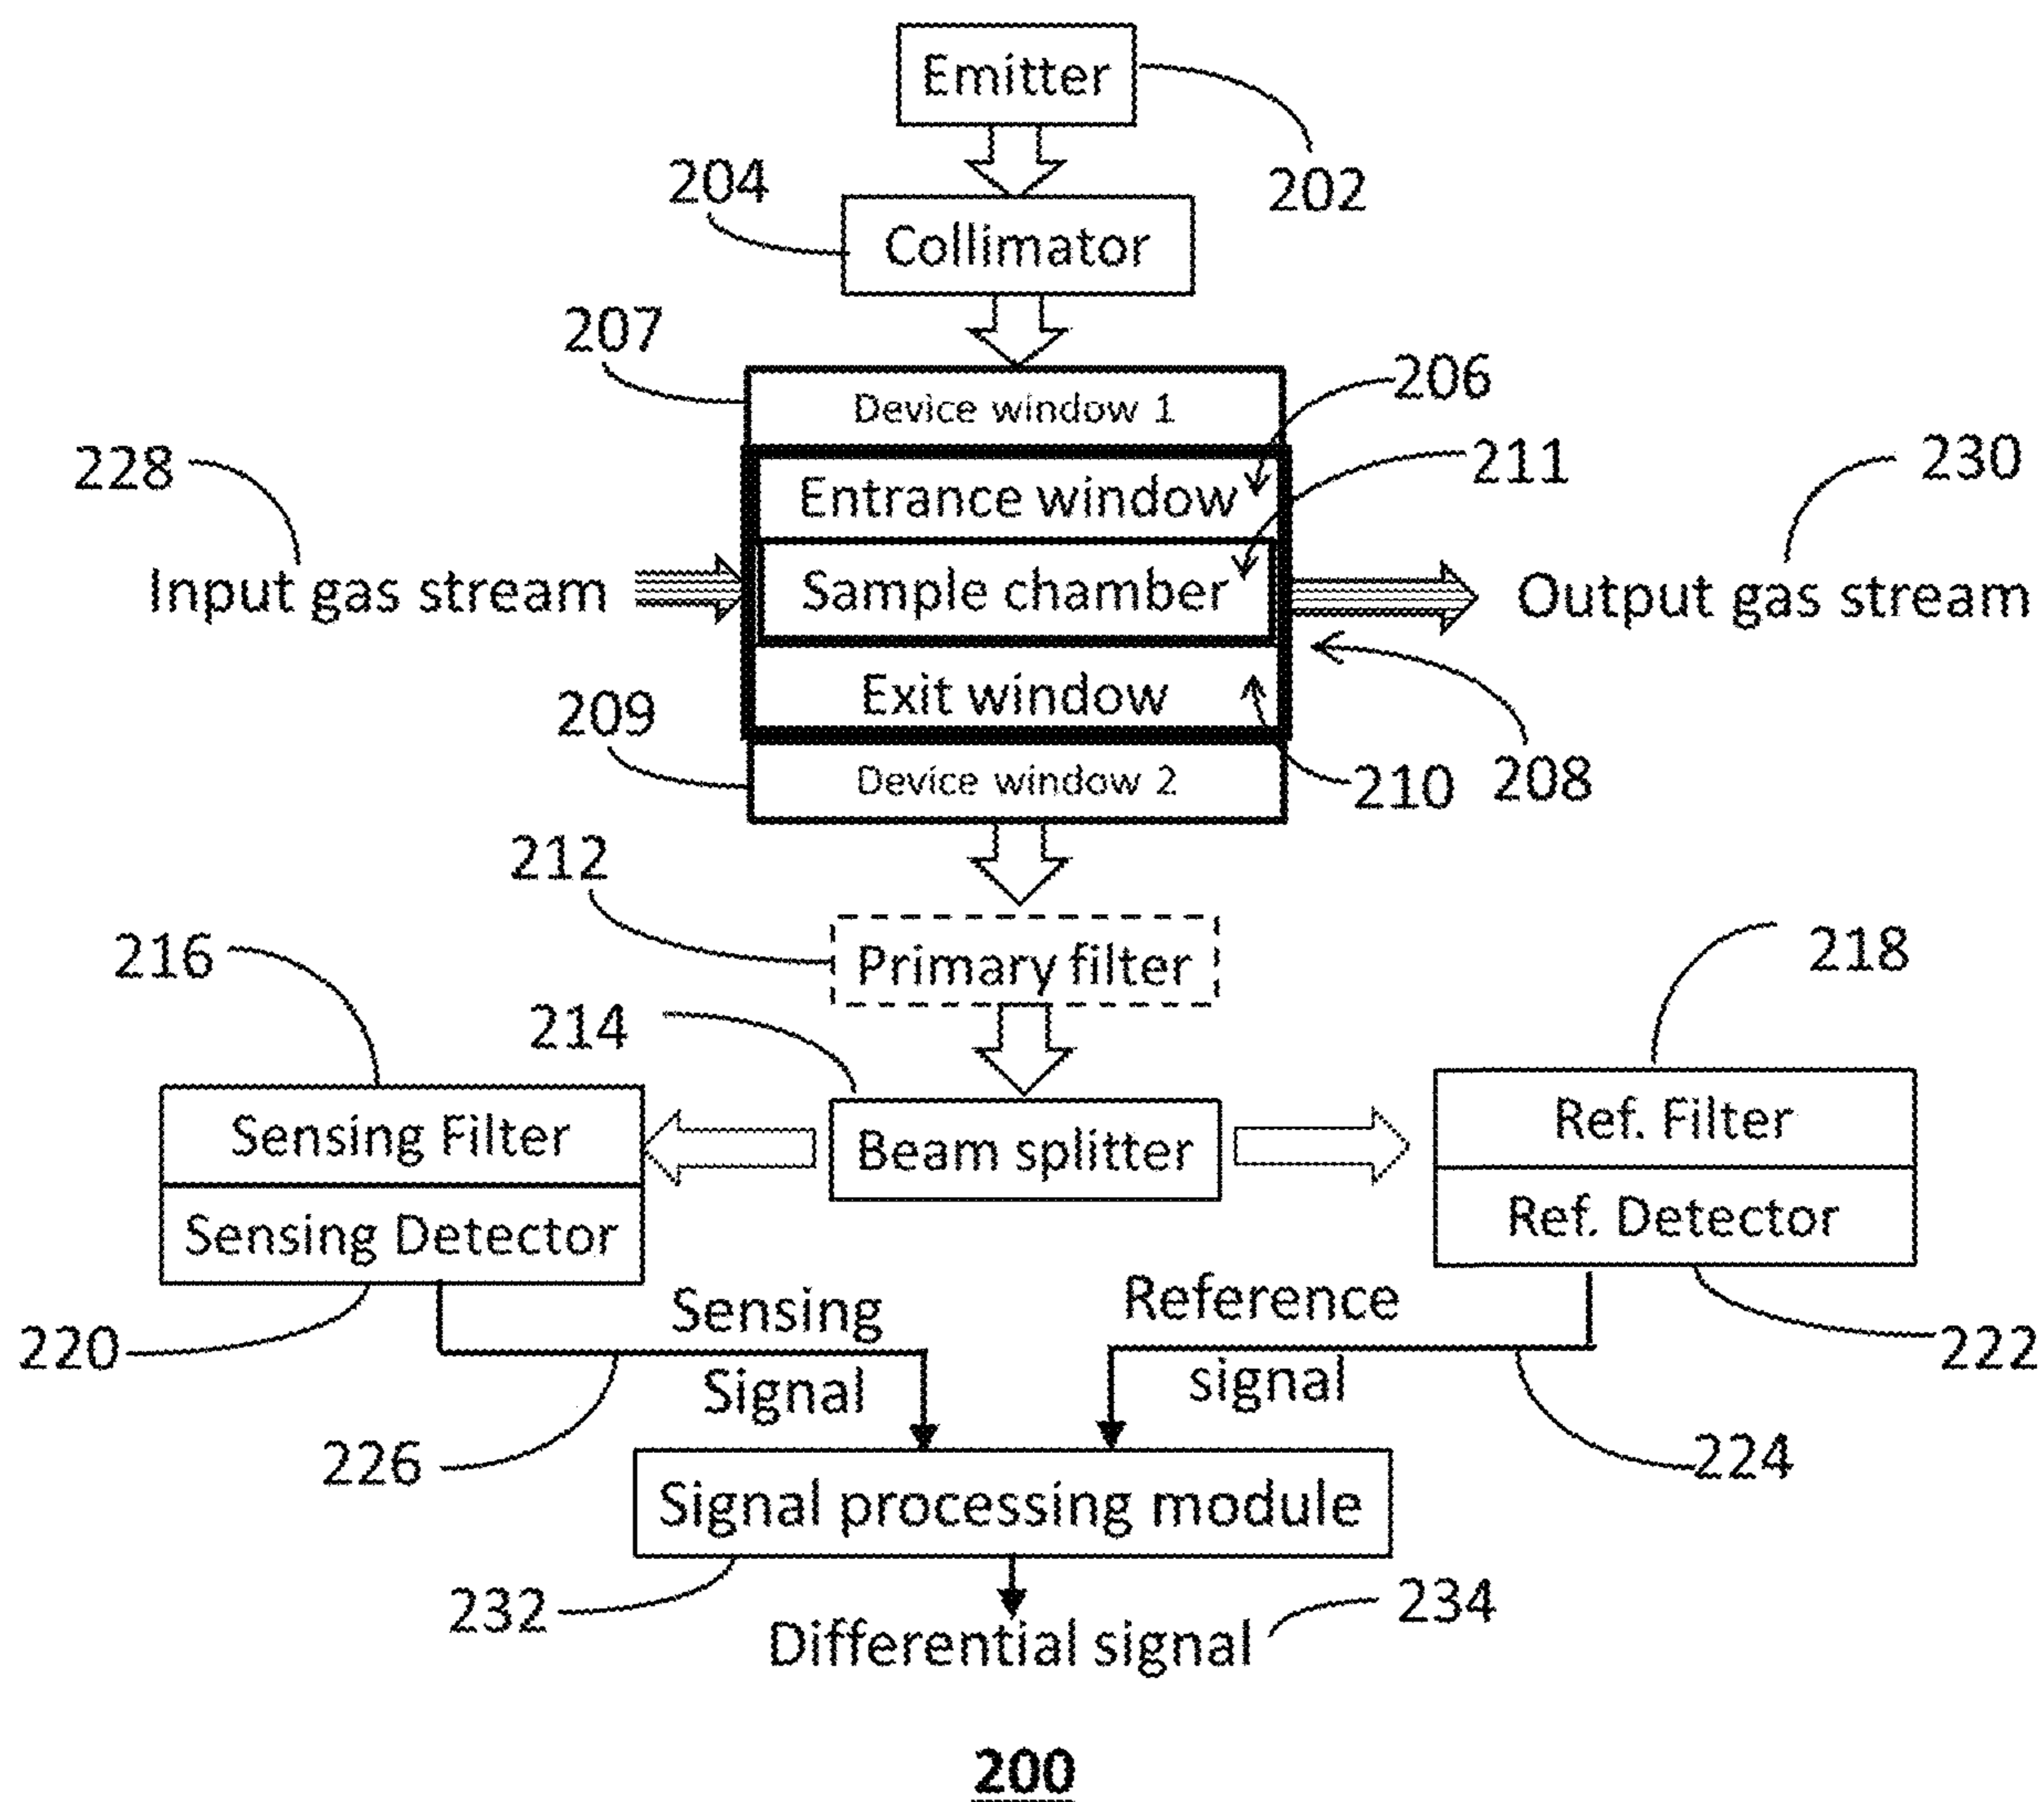 Emitter
202
204
Collimator
207
Device window 1
206
228
Entrance window
211
230
Input gas stream
Sample chamber
Output gas stream
209
Exit window
208
Device window 2
210
212
216
Primary filter
218
214
Sensing Filter
Beam splitter
Ref. Filter
Sensing Detector
Ref. Detector
220
Sensing
Signal
Reference
signal
222
226
224
Signal processing module
232
234
Differential signal
200